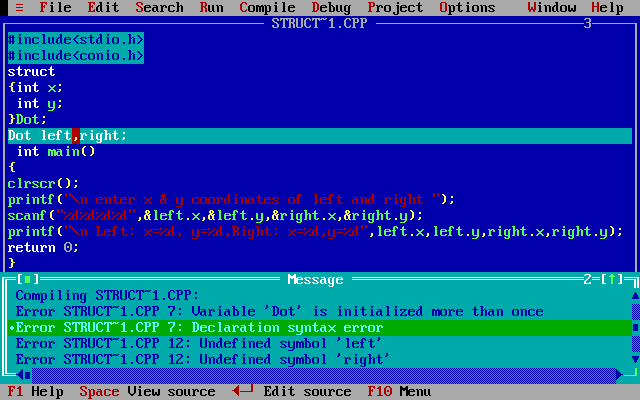 ≡ File Edit Search Run Compile Debug Project Options Window Help
STRUCT~1.CPP 3
#include<stdio.h>
#include<conio.h>
struct
{int x;
 int y;
}Dot;
Dot left,right;
 int main()
{
clrscr();
printf("\n enter x & y coordinates of left and right ");
scanf("%d%d%d%d",&left.x,&left.y,&right.x,&right.y);
printf("\n Left: x=%d, y=%d,Right: x=%d,y=%d",left.x,left.y,right.x,right.y);
return 0;
}
[■] Message 2=[↑]
Compiling STRUCT~1.CPP:
Error STRUCT~1.CPP 7: Variable 'Dot' is initialized more than once
•Error STRUCT~1.CPP 7: Declaration syntax error
Error STRUCT~1.CPP 12: Undefined symbol 'left'
Error STRUCT~1.CPP 12: Undefined symbol 'right'
F1 Help Space View source ◄┘ Edit source F10 Menu